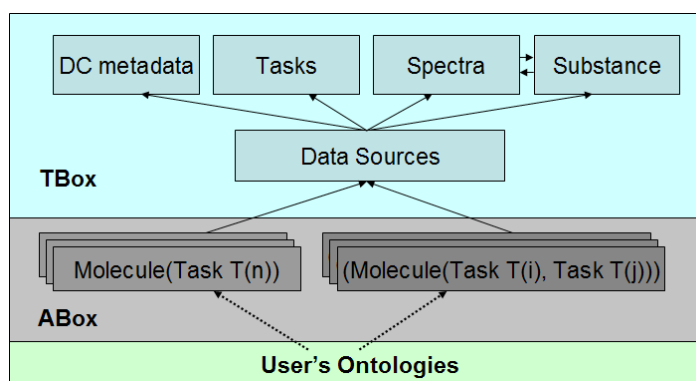 DC metadata
Tasks
Spectra
Substance
Data Sources
TBox
Molecule(Task T(n))
(Molecule(Task T(i), Task T(j)))
ABox
User's Ontologies